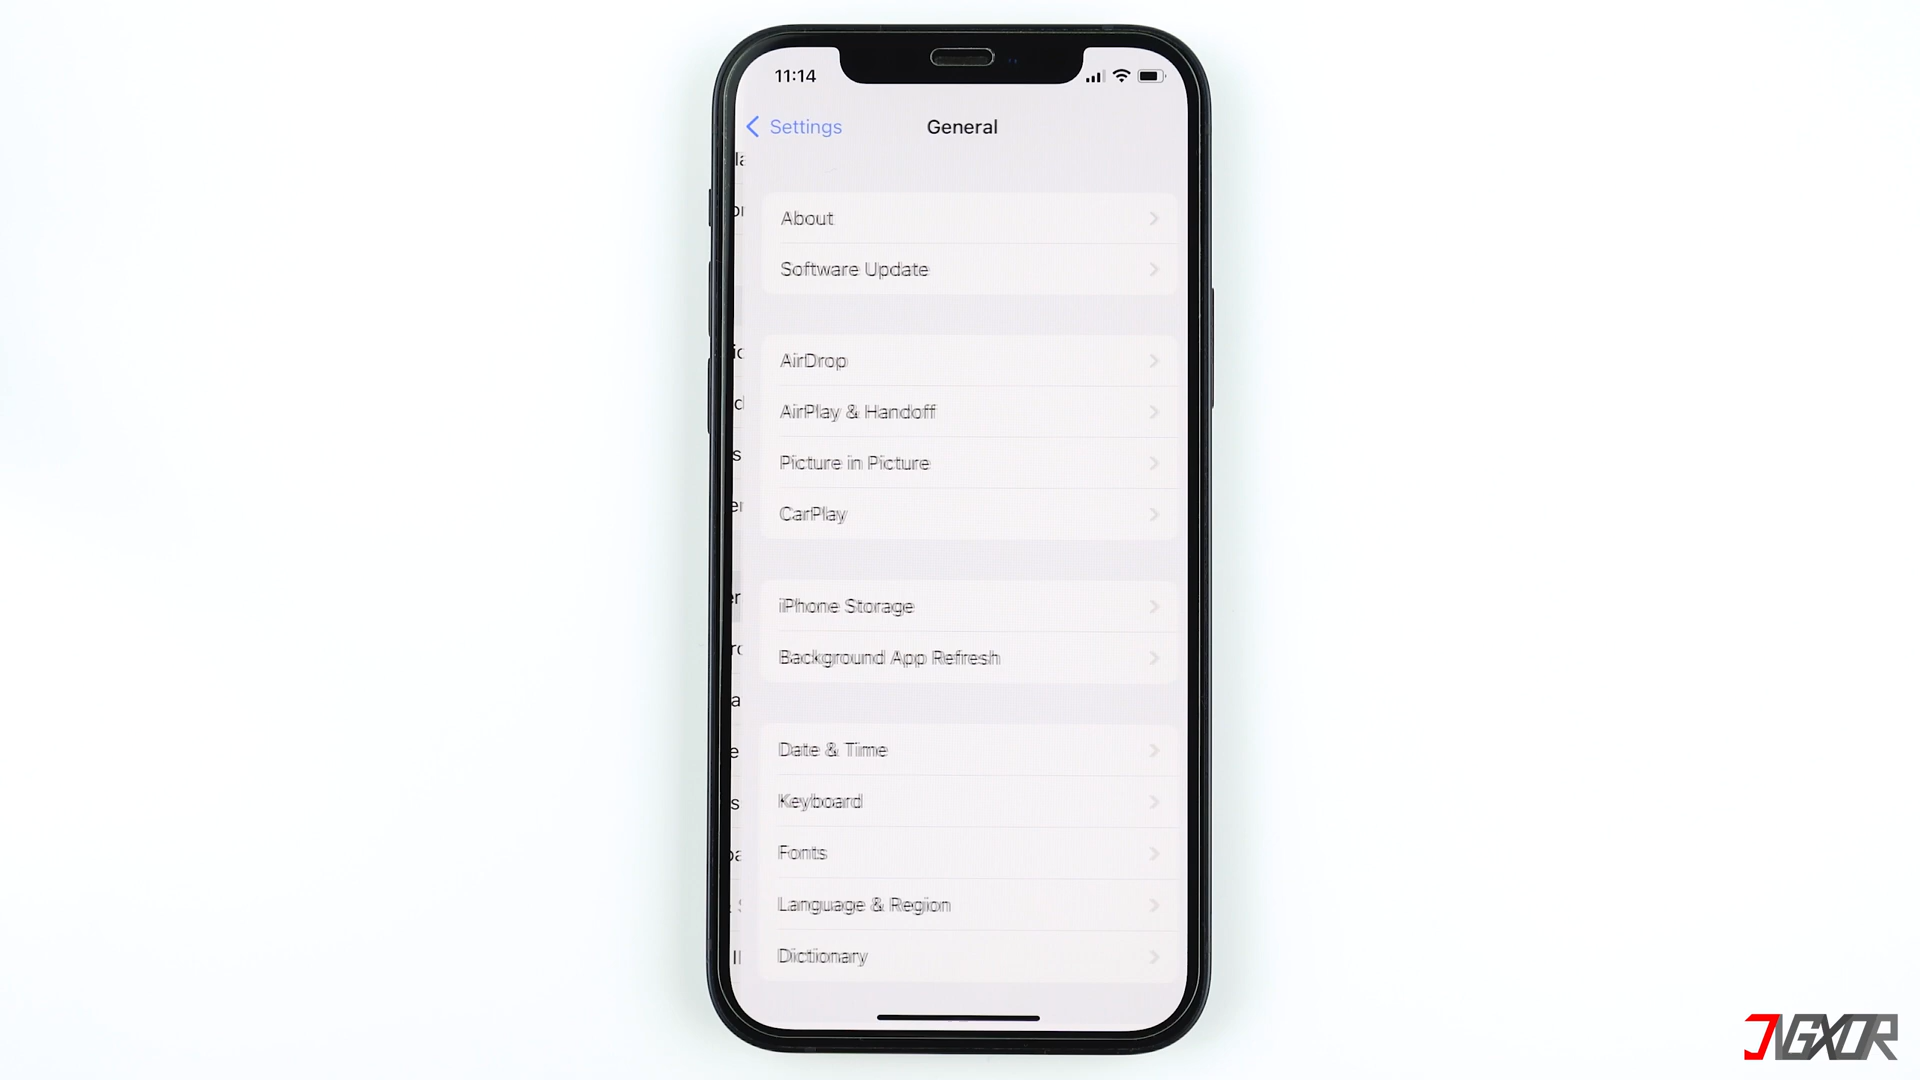 11:14
Settings
General
About
Software Update
AirDrop
AirPlay & Handoff
Picture in Picture
CarPlay
iPhone Storage
Background App Refresh
Date & Time
Keyboard
Fonts
Language & Region
Dictionary
JVGXOR